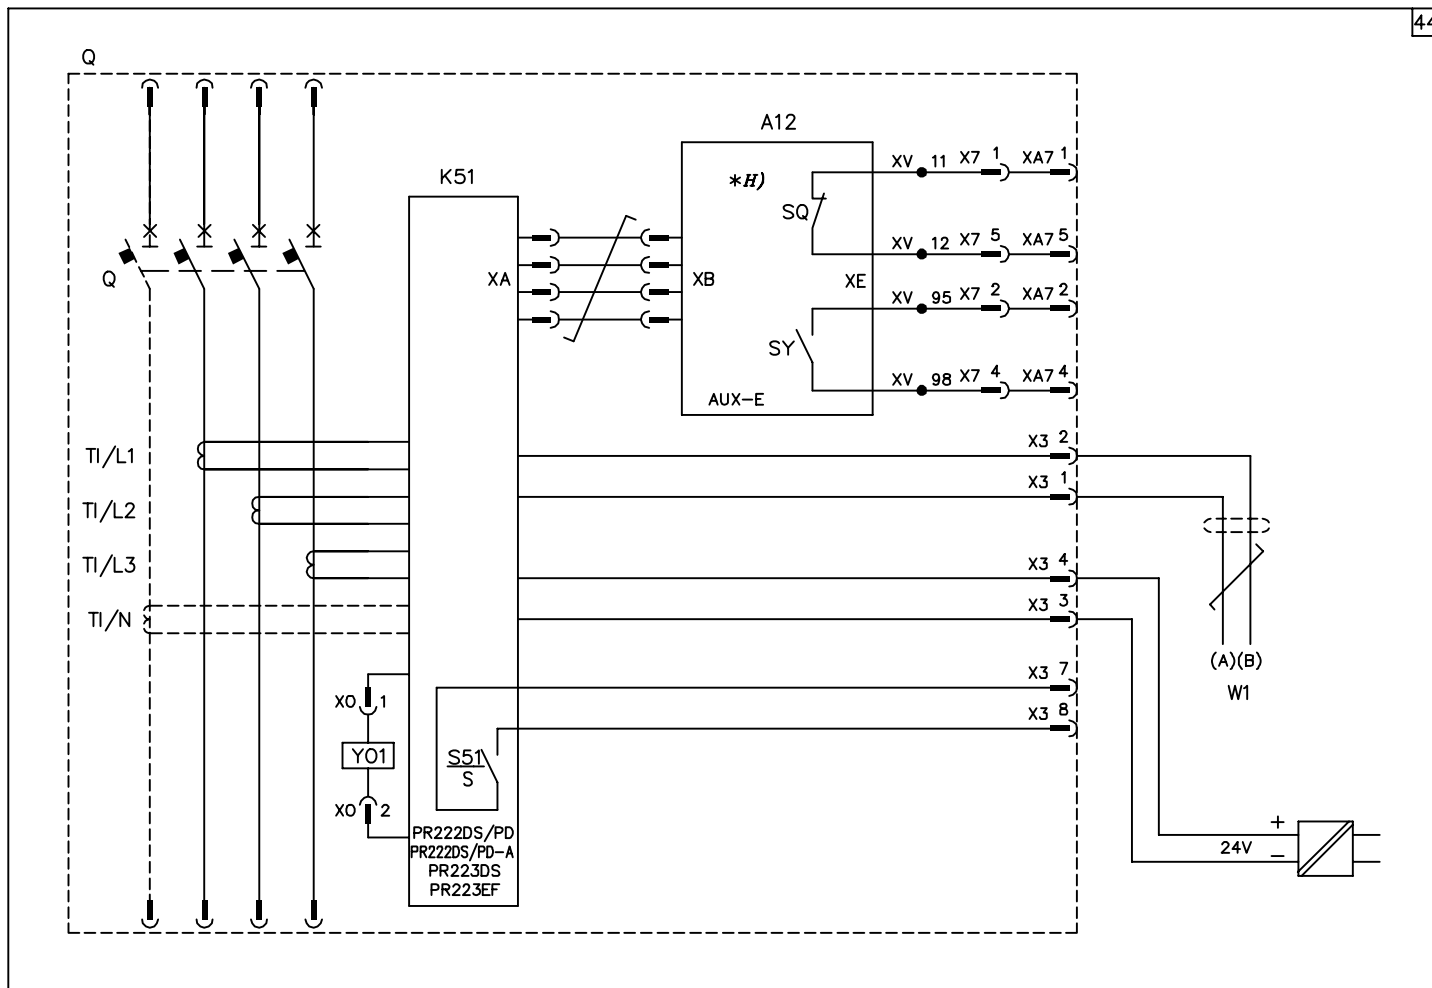 44
Q
A12
K51
*H)
XV 11 X7 1 XA7 1
SQ
XV 12 X7 5 XA7 5
Q
XA
XB
XE
XV 95 X7 2 XA7 2
SY
XV 98 X7 4 XA7 4
AUX-E
TI/L1
X3 2
X3 1
TI/L2
TI/L3
X3 4
X3 3
TI/N
X3 7
(A)(B)
W1
XO 1
X3 8
YO1
S51
S
XO 2
PR222DS/PD
PR222DS/PD-A
PR223DS
PR223EF
+
24V
-